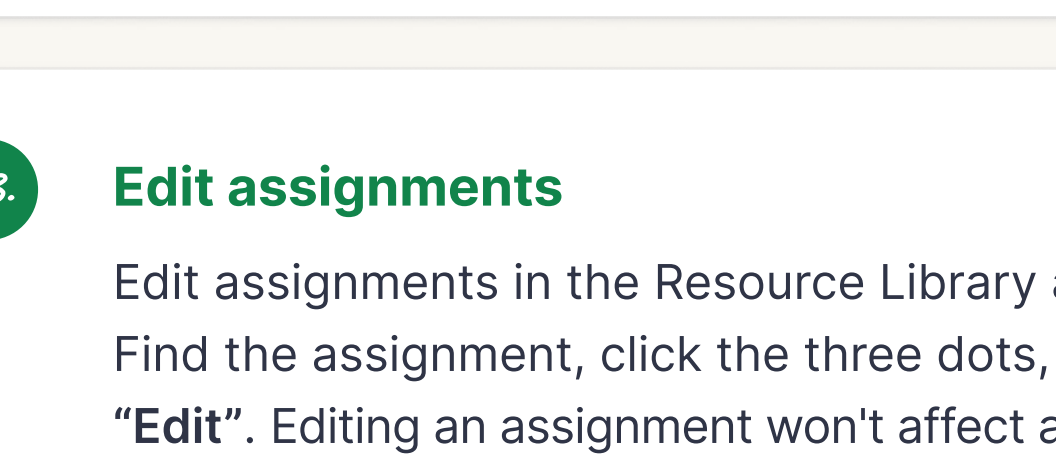 Edit assignments
Edit assignments in the Resource Library
Find the assignment, click the three dots,
“Edit”. Editing an assignment won't affect